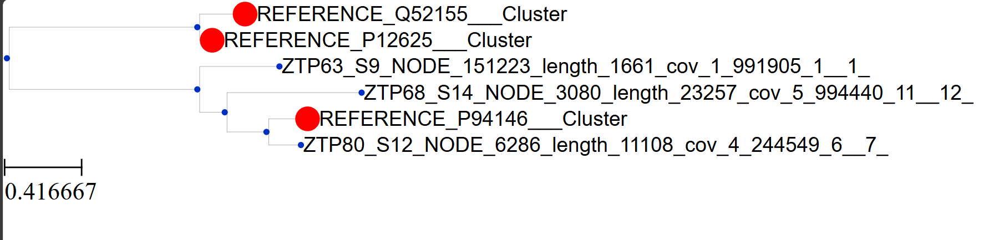 REFERENCE_Q52155___Cluster
REFERENCE_P12625___Cluster
ZTP63_S9_NODE_151223_length_1661_cov_1_991905_1__1_
ZTP68_S14_NODE_3080_length_23257_cov_5_994440_11__12_
REFERENCE_P94146___Cluster
ZTP80_S12_NODE_6286_length_11108_cov_4_244549_6__7_
0.416667